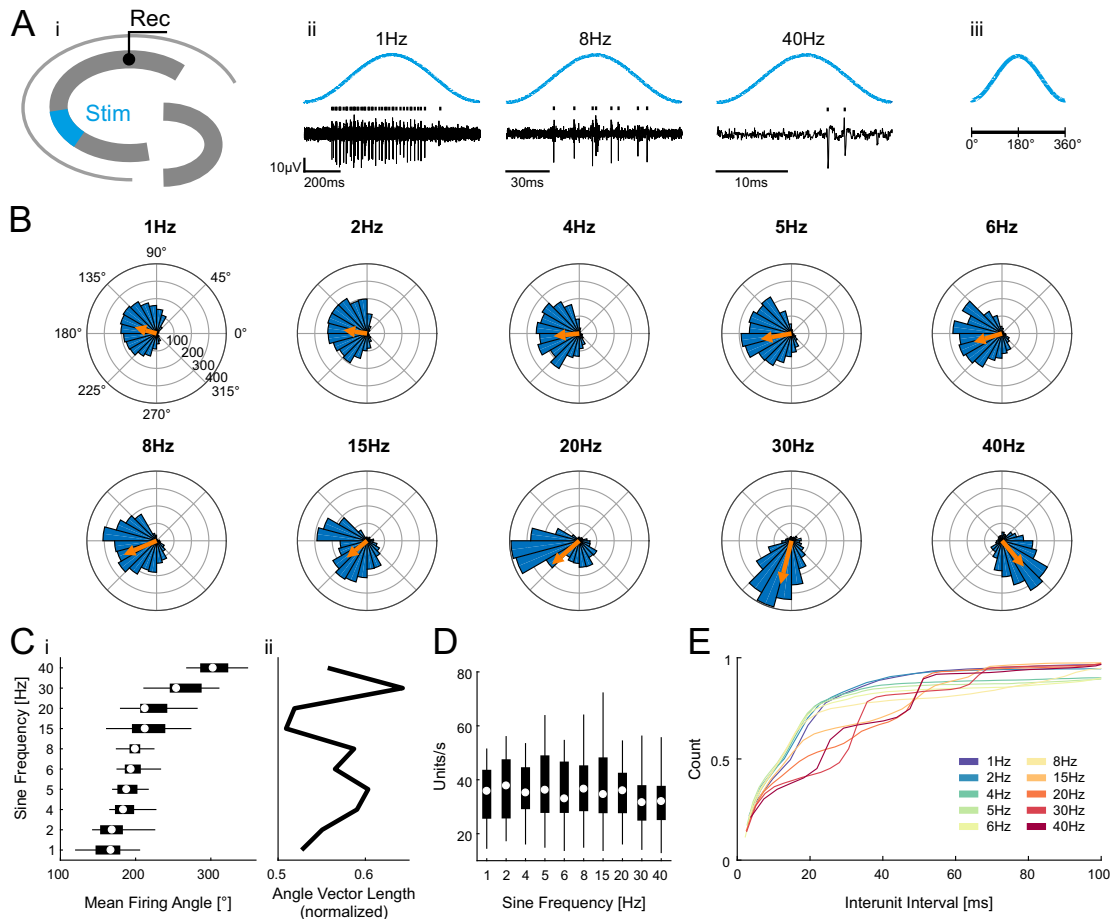 A
i
Rec
Stim
ii
1Hz
8Hz
40Hz
10µV
200ms
30ms
10ms
iii
0° 180° 360°
B
1Hz
2Hz
4Hz
5Hz
6Hz
90°
135°
45°
180°
0°
100
200
300
400
225°
315°
270°
8Hz
15Hz
20Hz
30Hz
40Hz
C
i
Sine Frequency [Hz]
40
30
20
15
8
6
5
4
2
1
100 200 300
Mean Firing Angle [°]
ii
0.5 0.6
Angle Vector Length
(normalized)
D
Units/s
80
60
40
20
1 2 4 5 6 8 15 20 30 40
Sine Frequency [Hz]
E
Count
1
0.5
0
0 20 40 60 80 100
Interunit Interval [ms]
1Hz
2Hz
4Hz
5Hz
6Hz
8Hz
15Hz
20Hz
30Hz
40Hz